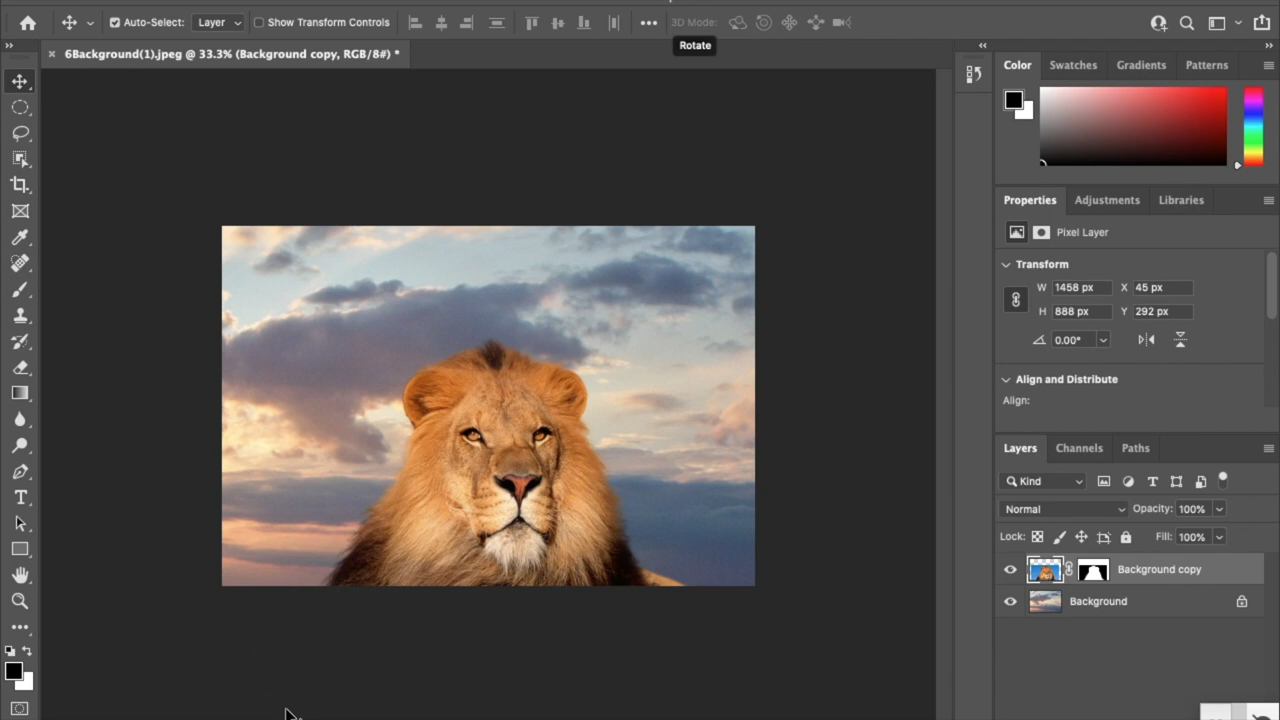 Auto-Select: Layer Show Transform Controls 3D Mode:
Rotate
6Background(1).jpeg @ 33.3% (Background copy, RGB/8#) *
Color Swatches Gradients Patterns
Properties Adjustments Libraries
Pixel Layer
Transform
W 1458 px X 45 px
H 888 px Y 292 px
0.00°
Align and Distribute
Align:
Layers Channels Paths
Kind
Normal Opacity: 100%
Lock: Fill: 100%
Background copy
Background